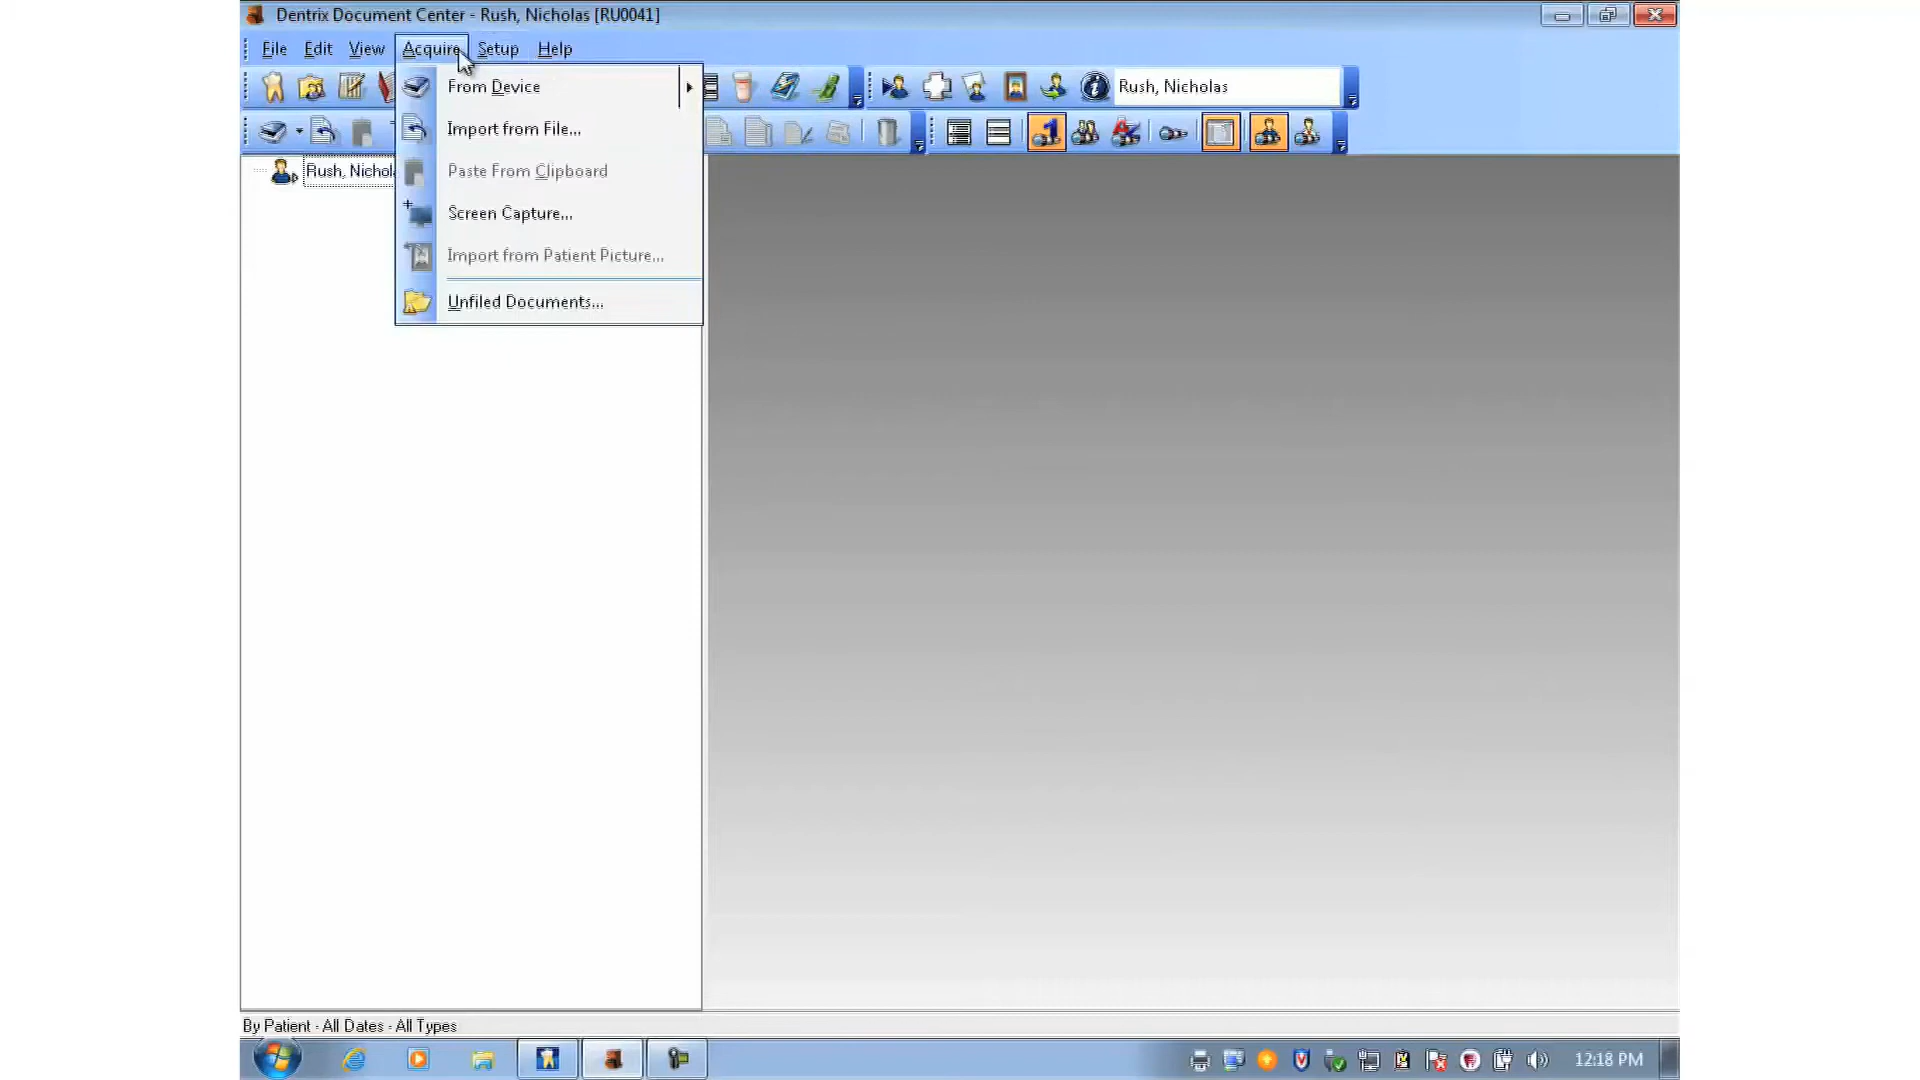 Dentrix Document Center - Rush, Nicholas [RU0041]
File Edit View Acquire Setup Help
From Device
Rush, Nicholas
Import from File...
Rush, Nichol
Paste From Clipboard
Screen Capture...
Import from Patient Picture...
Unfiled Documents...
By Patient - All Dates - All Types
12:18 PM